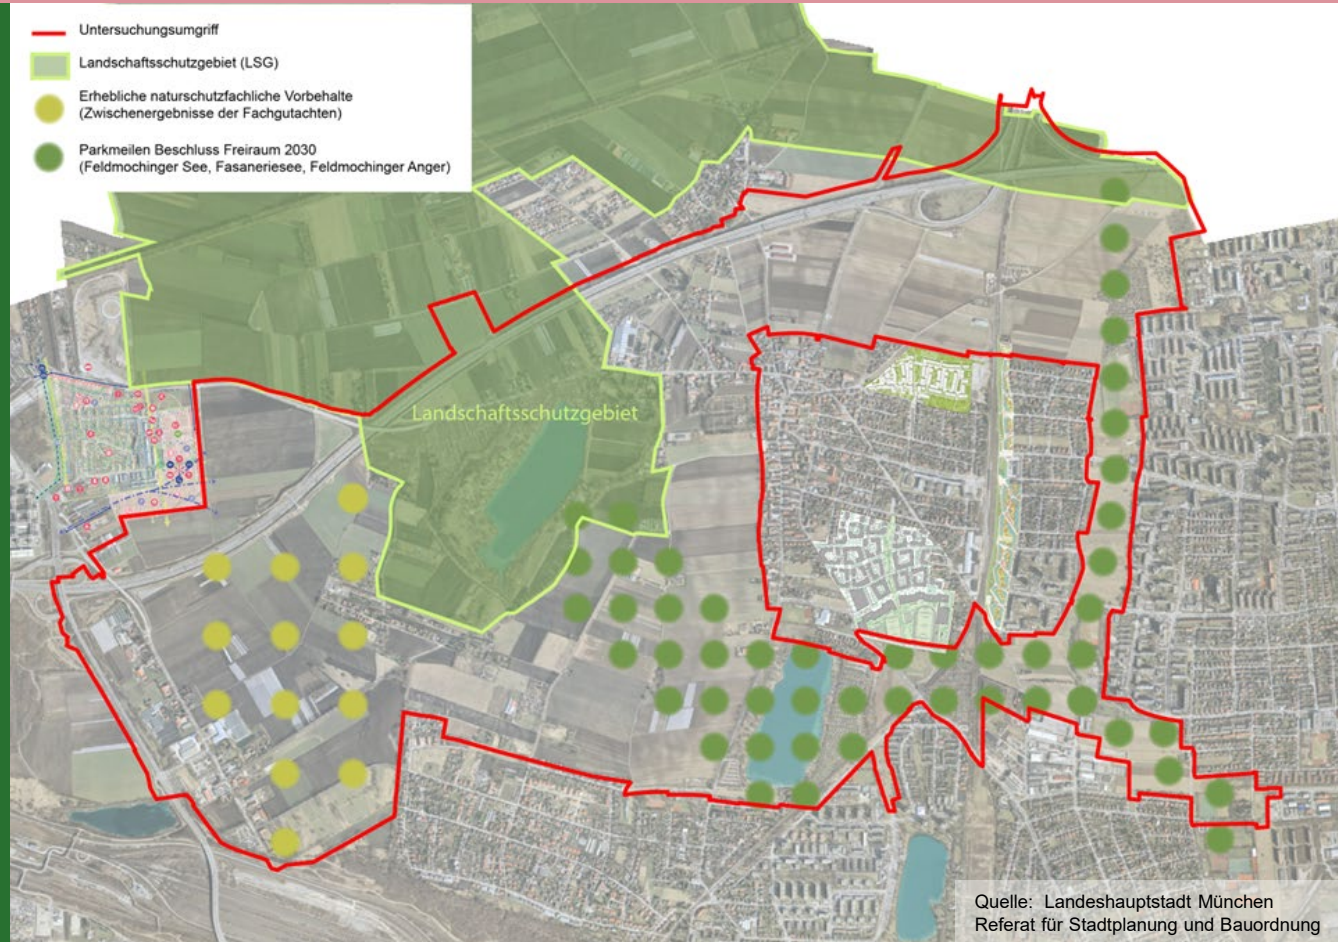 Untersuchungsumgriff
Landschaftsschutzgebiet (LSG)
Erhebliche naturschutzfachliche Vorbehalte
(Zwischenergebnisse der Fachgutachten)
Parkmeilen Beschluss Freiraum 2030
(Feldmochinger See, Fasaneriesee, Feldmochinger Anger)
Landschaftsschutzgebiet
Quelle: Landeshauptstadt München
Referat für Stadtplanung und Bauordnung